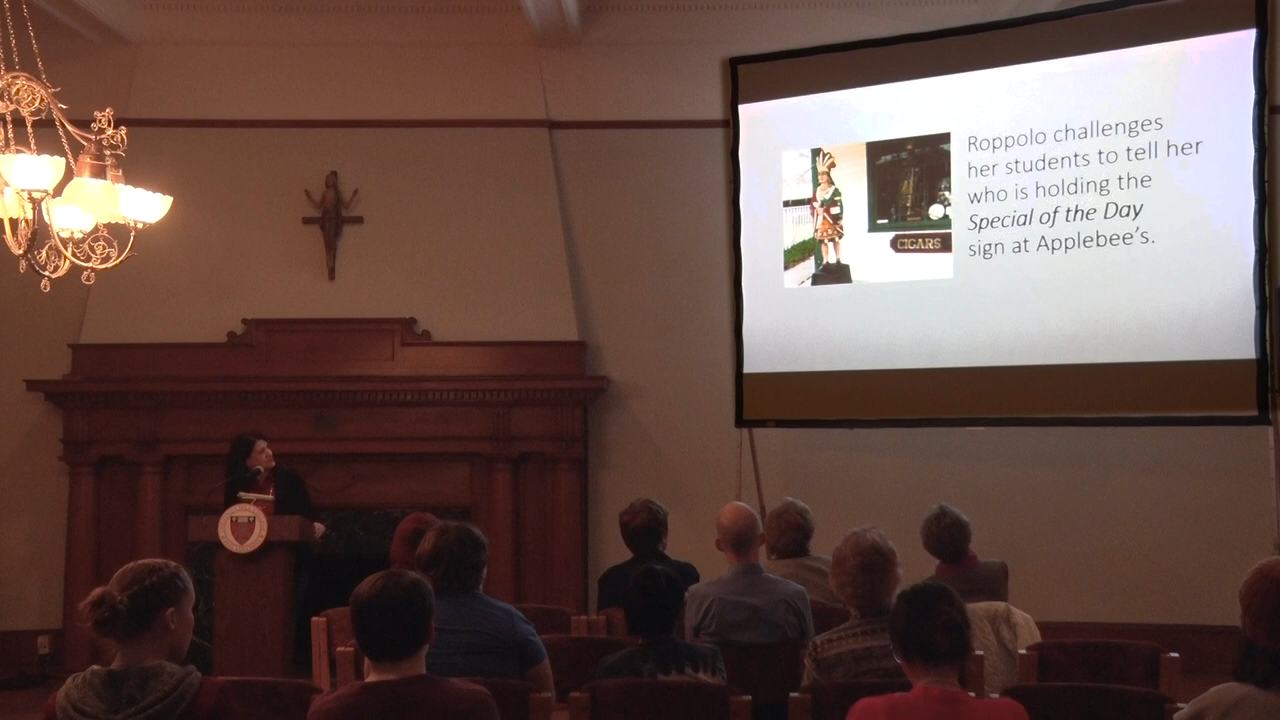 Roppolo challenges
her students to tell her
who is holding the
Special of the Day
sign at Applebee's.
CIGARS